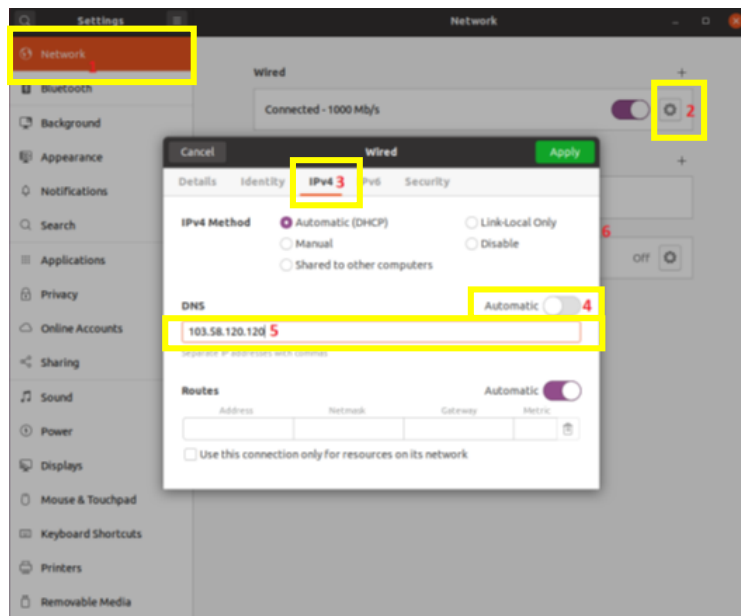 Settings
Network
Network
1
Bluetooth
Background
Appearance
Notifications
Search
Applications
Privacy
Online Accounts
Sharing
Sound
Power
Displays
Mouse & Touchpad
Keyboard Shortcuts
Printers
Removable Media
Wired
+
Connected - 1000 Mb/s
2
+
6
Off
Cancel
Wired
Apply
Details Identity IPv4 3 Pv6 Security
IPv4 Method
Automatic (DHCP)
Link-Local Only
Manual
Disable
Shared to other computers
DNS
Automatic 4
103.58.120.120 5
Separate IP addresses with commas
Routes
Automatic
Address Netmask Gateway Metric
Use this connection only for resources on its network